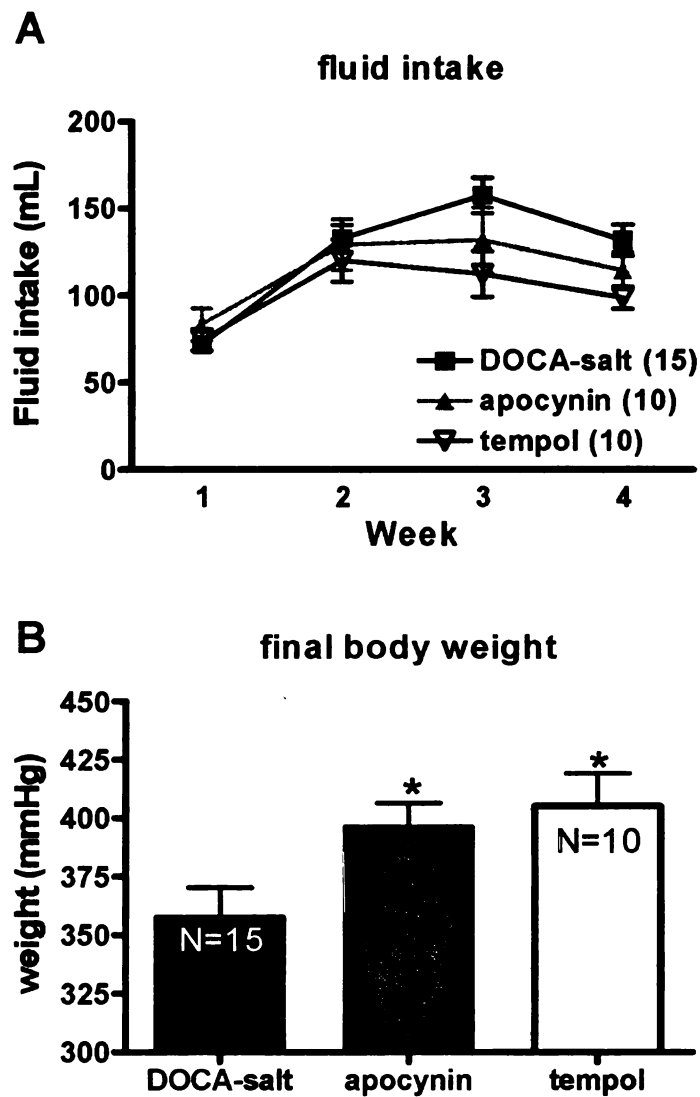 A
fluid intake
Fluid intake (mL)
200
150
100
50
0
DOCA-salt (15)
apocynin (10)
tempol (10)
1 2 3 4
Week
B
final body weight
weight (mmHg)
450
425
400
375
350
325
300
* *
N=15
N=10
DOCA-salt apocynin tempol